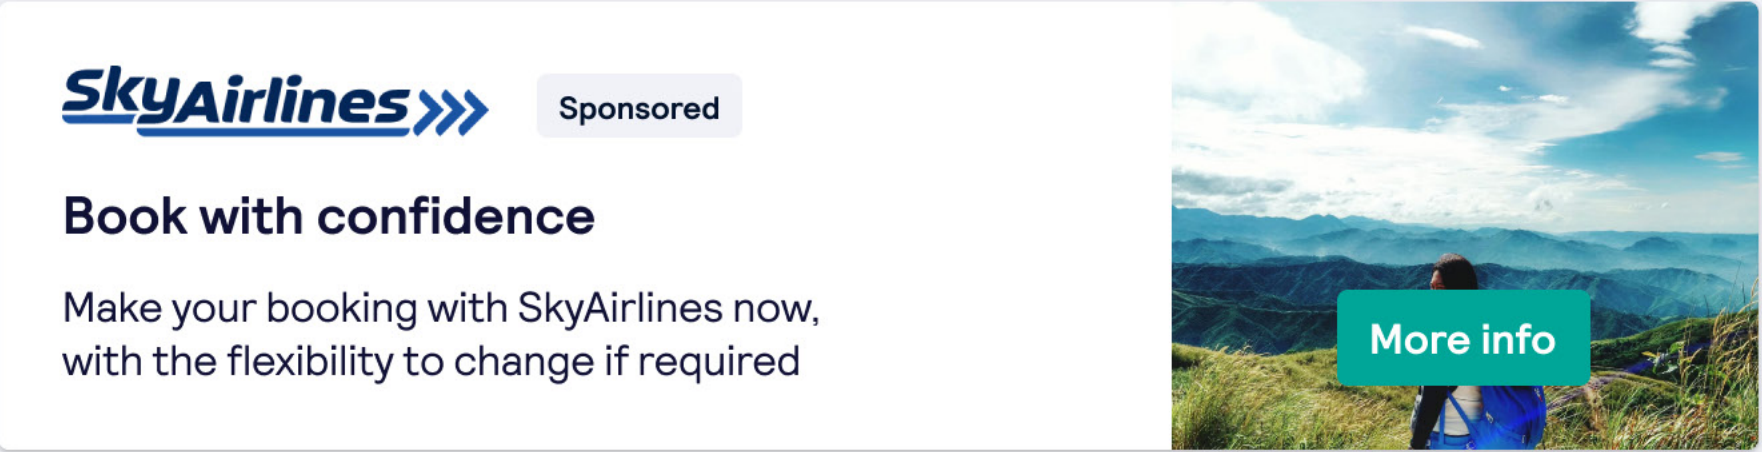 SkyAirlines
Sponsored
Book with confidence
Make your booking with SkyAirlines now,
with the flexibility to change if required
More info